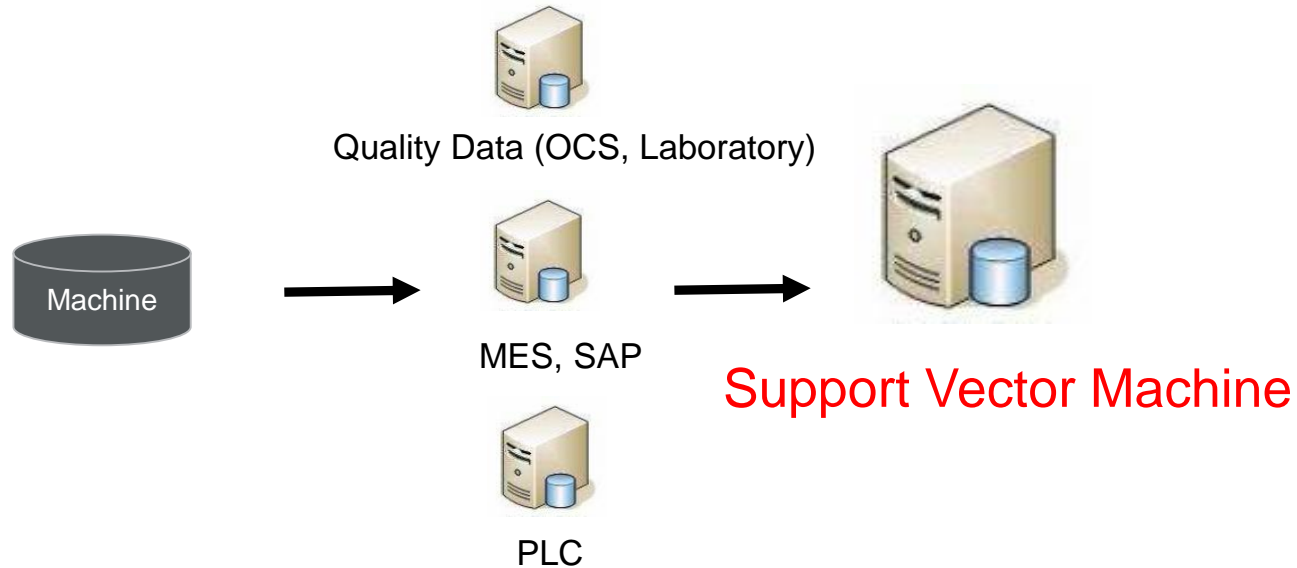 Quality Data (OCS, Laboratory)
Machine
MES, SAP
Support Vector Machine
PLC